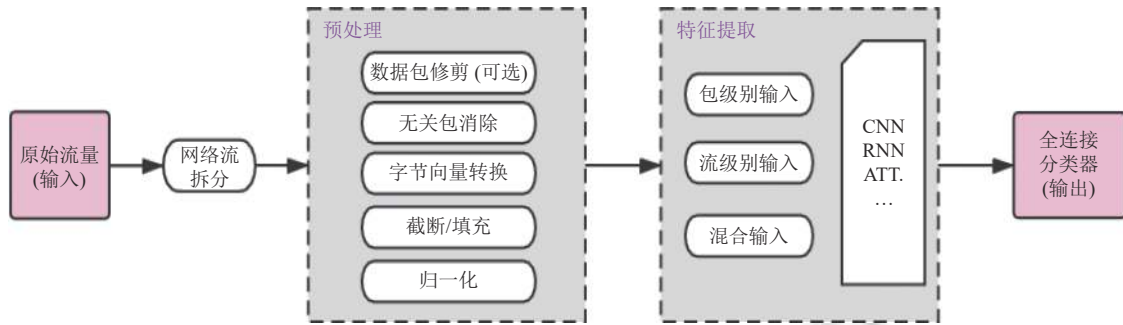 原始流量
(输入)
网络流
拆分
预处理
数据包修剪 (可选)
无关包消除
字节向量转换
截断/填充
归一化
特征提取
包级别输入
流级别输入
混合输入
CNN
RNN
ATT.
…
全连接
分类器
(输出)